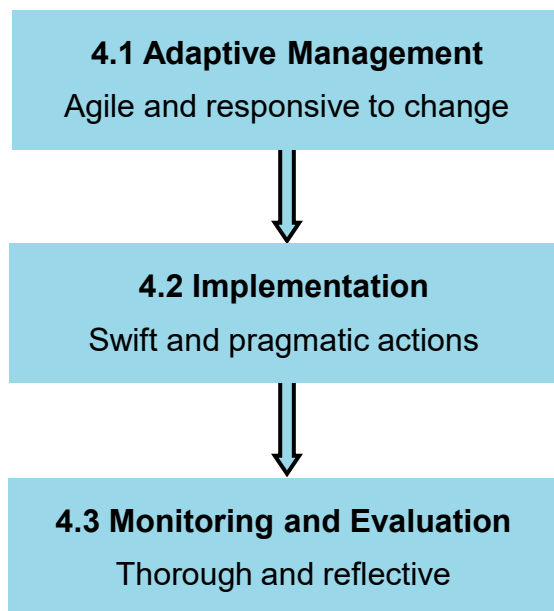 4.1 Adaptive Management
Agile and responsive to change
4.2 Implementation
Swift and pragmatic actions
4.3 Monitoring and Evaluation
Thorough and reflective